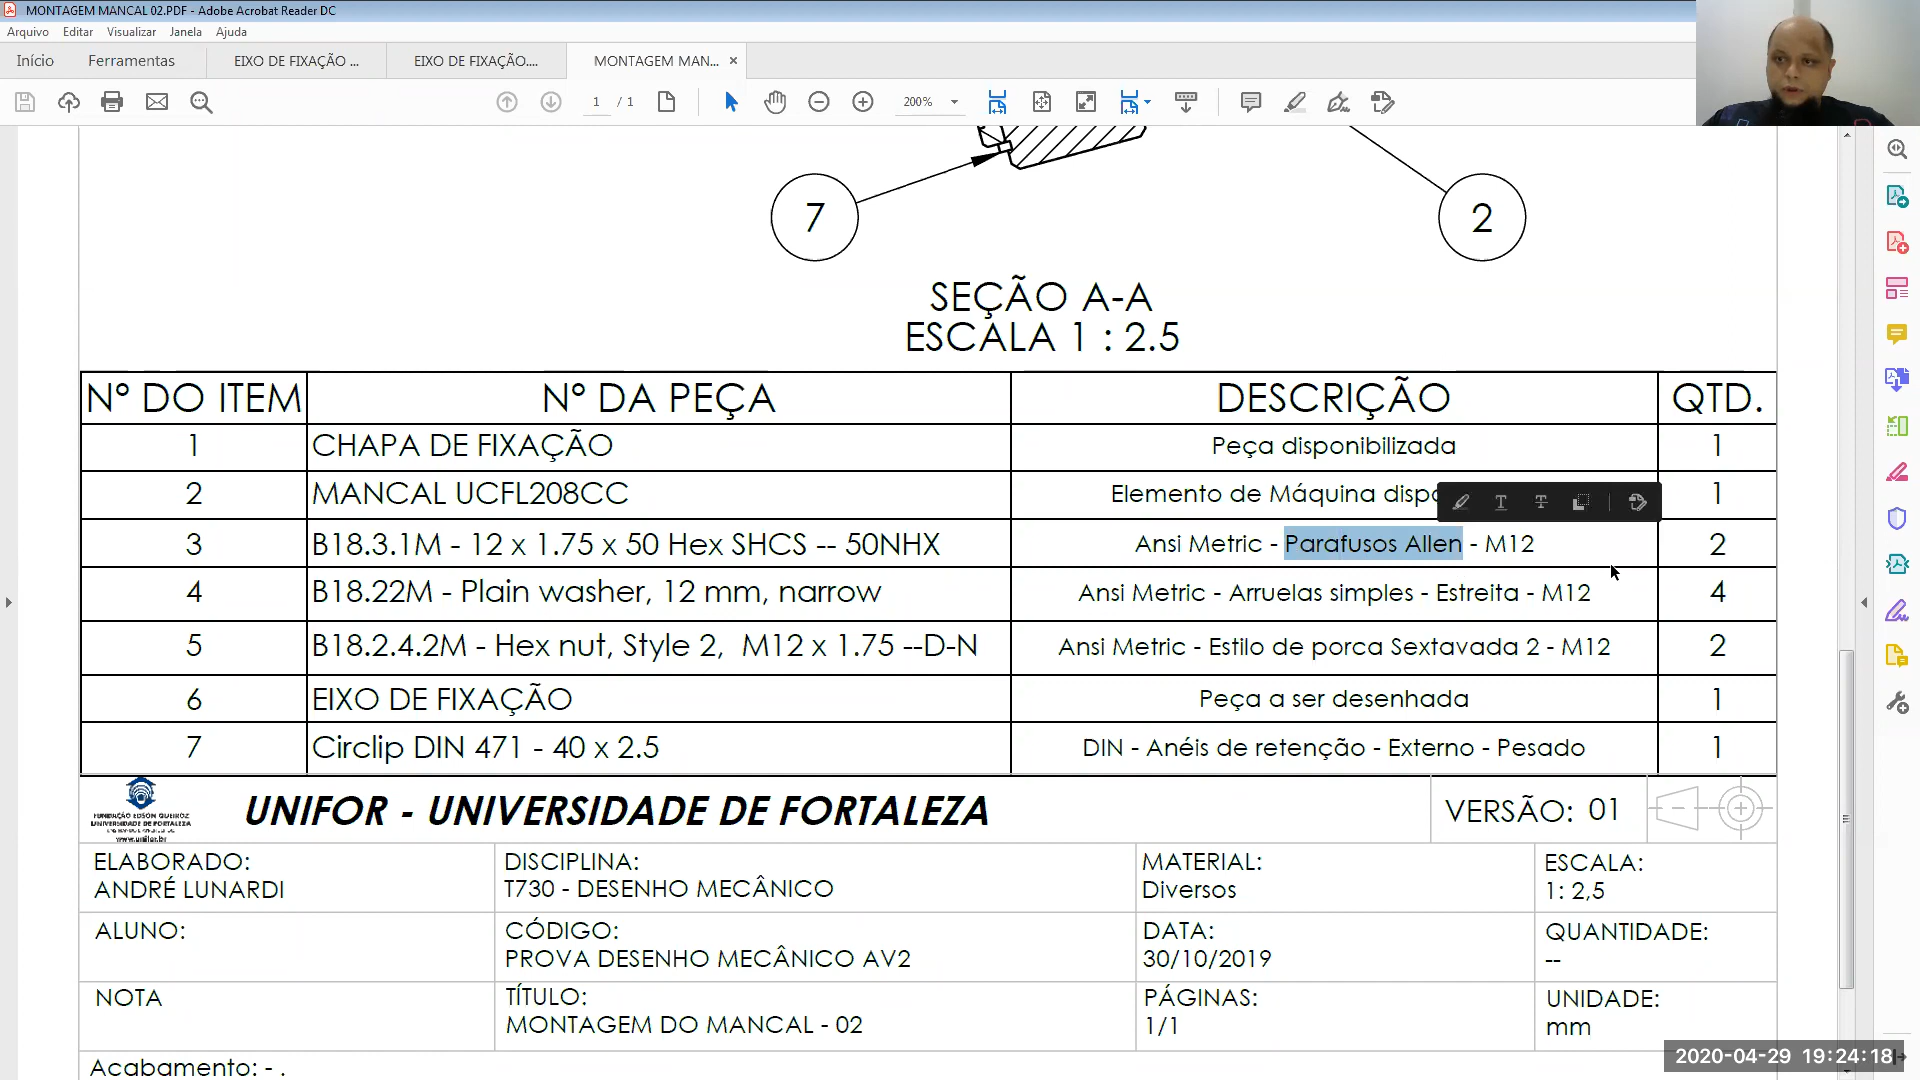 MONTAGEM MANCAL 02.PDF - Adobe Acrobat Reader DC
Arquivo Editar Visualizar Janela Ajuda
Início Ferramentas EIXO DE FIXAÇÃO ... EIXO DE FIXAÇÃO.... MONTAGEM MAN... ×
1 / 1 200%
7 2
SEÇÃO A-A
ESCALA 1 : 2.5
Nº DO ITEM Nº DA PEÇA DESCRIÇÃO QTD.
1 CHAPA DE FIXAÇÃO Peça disponibilizada 1
2 MANCAL UCFL208CC Elemento de Máquina 1
3 B18.3.1M - 12 x 1.75 x 50 Hex SHCS -- 50NHX Ansi Metric - Parafusos Allen - M12 2
4 B18.22M - Plain washer, 12 mm, narrow Ansi Metric - Arruelas simples - Estreita - M12 4
5 B18.2.4.2M - Hex nut, Style 2, M12 x 1.75 --D-N Ansi Metric - Estilo de porca Sextavada 2 - M12 2
6 EIXO DE FIXAÇÃO Peça a ser desenhada 1
7 Circlip DIN 471 - 40 x 2.5 DIN - Anéis de retenção - Externo - Pesado 1
FUNDAÇÃO EDSON QUEIROZ
UNIVERSIDADE DE FORTALEZA
www.unifor.br
UNIFOR - UNIVERSIDADE DE FORTALEZA VERSÃO: 01
ELABORADO: DISCIPLINA: MATERIAL: ESCALA:
ANDRÉ LUNARDI T730 - DESENHO MECÂNICO Diversos 1: 2,5
ALUNO: CÓDIGO: DATA: QUANTIDADE:
PROVA DESENHO MECÂNICO AV2 30/10/2019 --
NOTA TÍTULO: PÁGINAS: UNIDADE:
MONTAGEM DO MANCAL - 02 1/1 mm
Acabamento: - .
2020-04-29 19:24:18